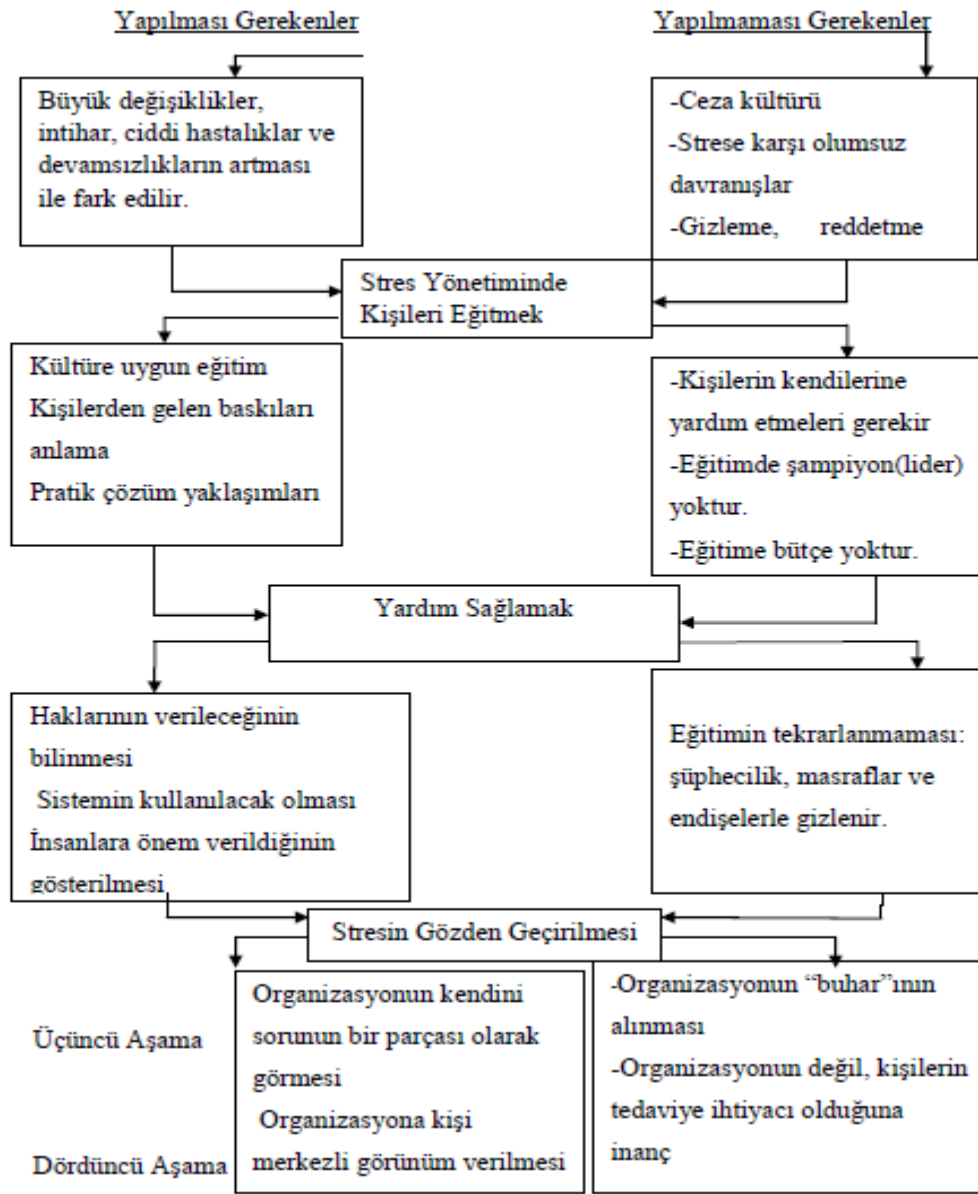 Yapılması Gerekenler
Yapılmaması Gerekenler
Büyük değişiklikler,
intihar, ciddi hastalıklar ve
devamsızlıkların artması
ile fark edilir.
-Ceza kültürü
-Strese karşı olumsuz
davranışlar
-Gizleme, reddetme
Stres Yönetiminde
Kişileri Eğitmek
Kültüre uygun eğitim
Kişilerden gelen baskıları
anlama
Pratik çözüm yaklaşımları
-Kişilerin kendilerine
yardım etmeleri gerekir
-Eğitimde şampiyon(lider)
yoktur.
-Eğitime bütçe yoktur.
Yardım Sağlamak
Haklarının verileceğinin
bilinmesi
Sistemin kullanılacak olması
İnsanlara önem verildiğinin
gösterilmesi
Eğitimin tekrarlanmaması:
şüphecilik, masraflar ve
endişelerle gizlenir.
Stresin Gözden Geçirilmesi
Üçüncü Aşama
Dördüncü Aşama
Organizasyonun kendini
sorunun bir parçası olarak
görmesi
Organizasyona kişi
merkezli görünüm verilmesi
-Organizasyonun “buhar”ının
alınması
-Organizasyonun değil, kişilerin
tedaviye ihtiyacı olduğuna
inanç